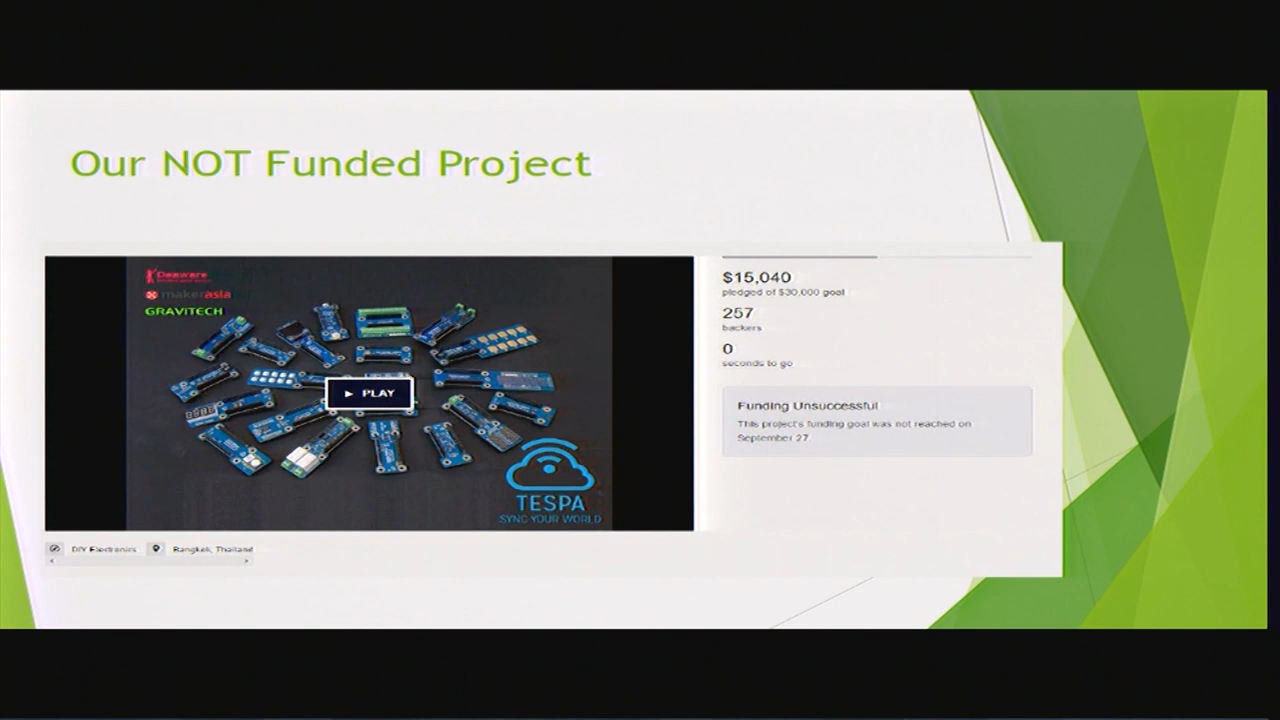 Our NOT Funded Project
makerasia
GRAVITECH
PLAY
TESPA
SYNC YOUR WORLD
$15,040
pledged of $30,000 goal
257
backers
0
seconds to go
Funding Unsuccessful
This project's funding goal was not reached on
September 27
DIY Electronics
Bangkok, Thailand